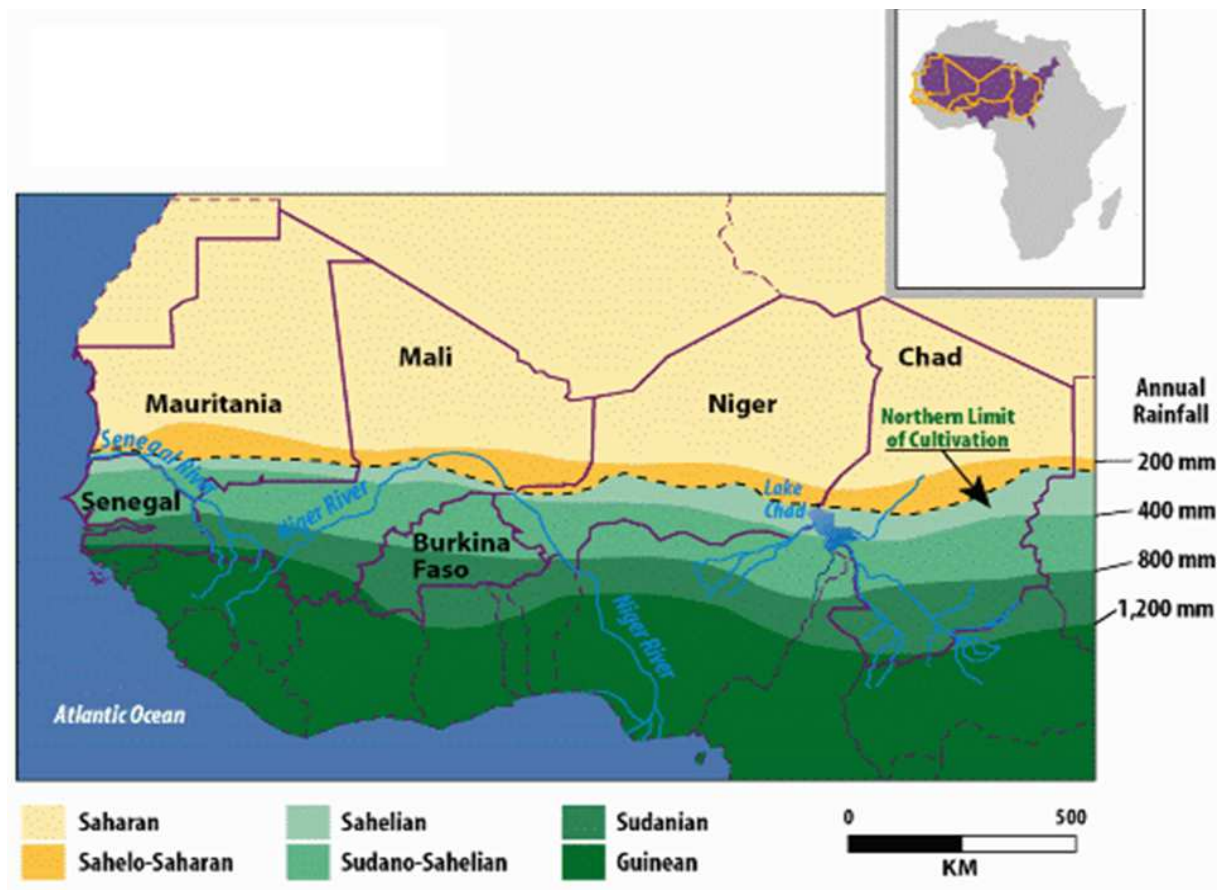 Mali
Chad
Mauritania
Niger
Annual
Rainfall
Northern Limit
of Cultivation
Senegal River
200 mm
Senegal
Niger River
Lake
Chad
400 mm
Burkina
Faso
800 mm
Niger River
1,200 mm
Atlantic Ocean
Saharan
Sahelian
Sudanian
0 500
Sahelo-Saharan
Sudano-Sahelian
Guinean
KM